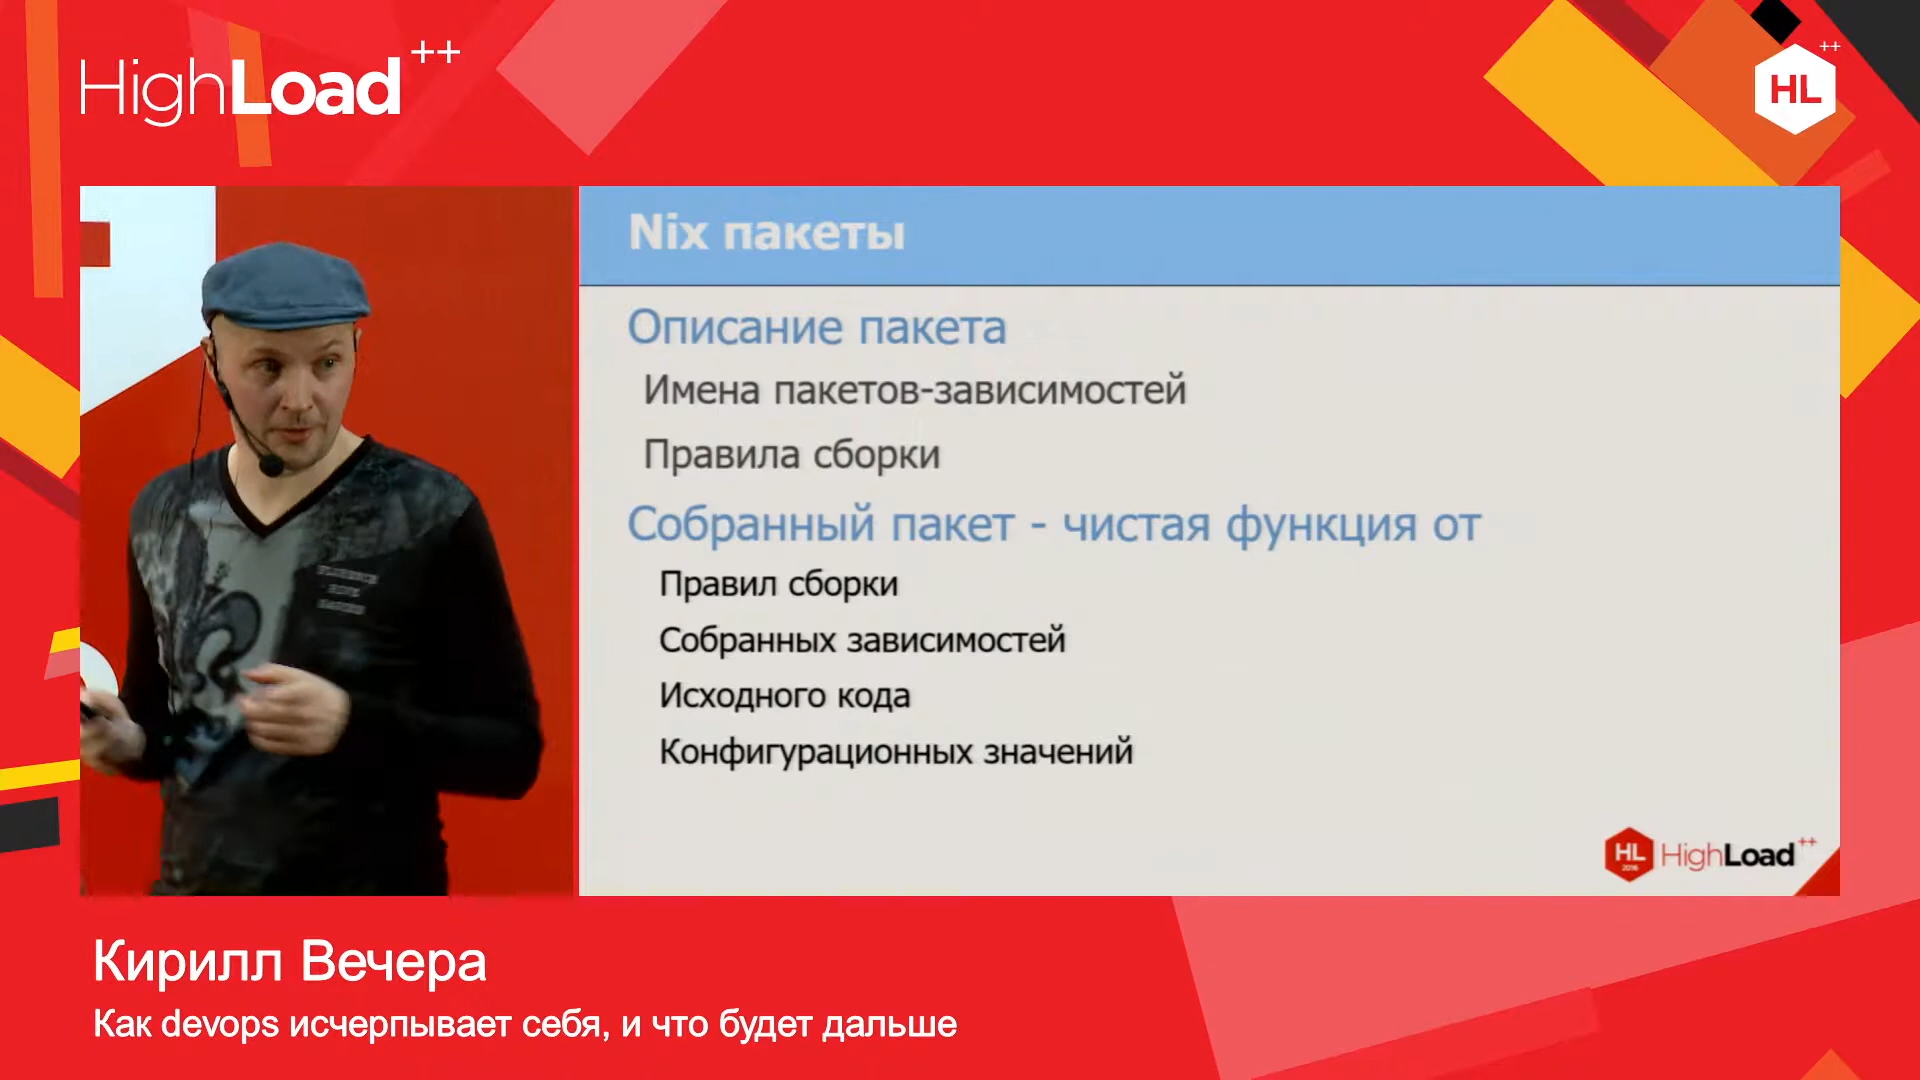 HighLoad++
HL++
Nix пакеты
Описание пакета
Имена пакетов-зависимостей
Правила сборки
Собранный пакет - чистая функция от
Правил сборки
Собранных зависимостей
Исходного кода
Конфигурационных значений
HL
2016
HighLoad++
Кирилл Вечера
Как devops исчерпывает себя, и что будет дальше